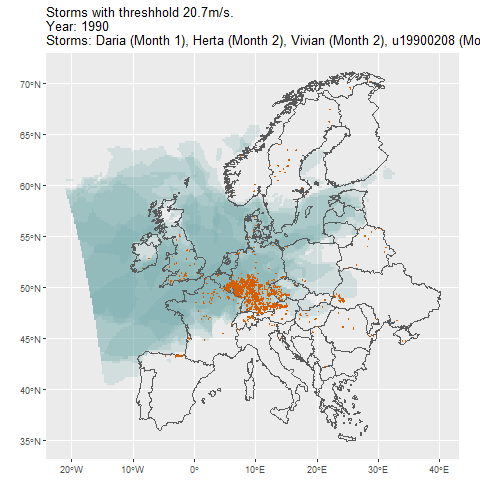 Storms with threshhold 20.7m/s.
Year: 1990
Storms: Daria (Month 1), Herta (Month 2), Vivian (Month 2), u19900208 (Mo
70°N
65°N
60°N
55°N
50°N
45°N
40°N
35°N
20°W 10°W 0° 10°E 20°E 30°E 40°E